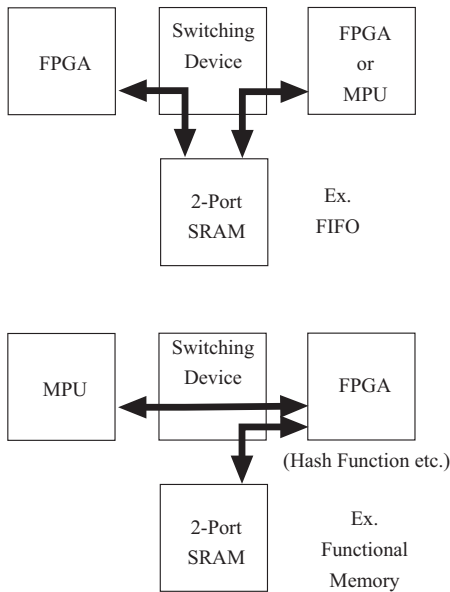 FPGA
Switching
Device
FPGA
or
MPU
2-Port
SRAM
Ex.
FIFO
MPU
Switching
Device
FPGA
(Hash Function etc.)
2-Port
SRAM
Ex.
Functional
Memory